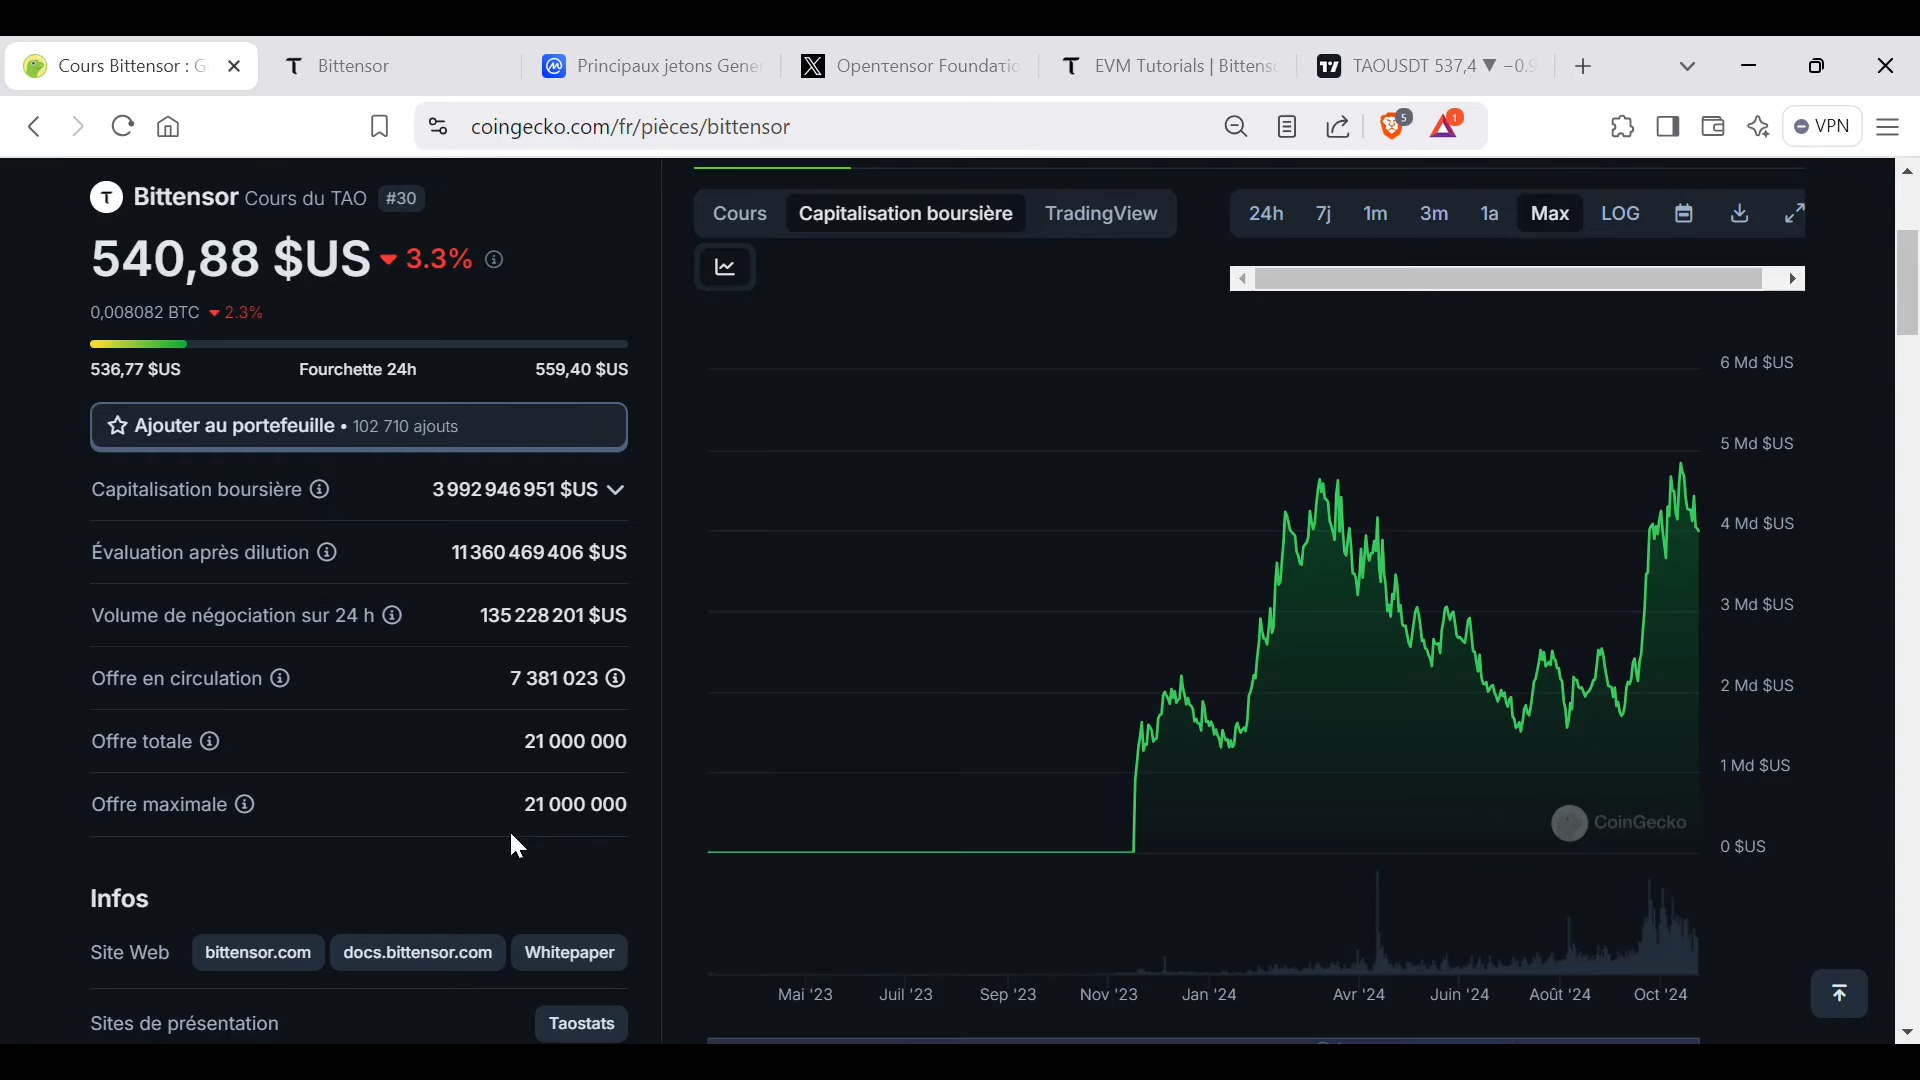 Cours Bittensor : G
Bittensor
Principaux jetons Gene
Openτensor Foundaτio
EVM Tutorials | Bittens
TAOUSDT 537,4 ▼ −0.9
coingecko.com/fr/pièces/bittensor
5
1
VPN
Bittensor Cours du TAO #30
540,88 $US ▼ 3.3%
0,008082 BTC ▼ 2.3%
536,77 $US Fourchette 24h 559,40 $US
Ajouter au portefeuille • 102 710 ajouts
Capitalisation boursière 3 992 946 951 $US
Évaluation après dilution 11 360 469 406 $US
Volume de négociation sur 24 h 135 228 201 $US
Offre en circulation 7 381 023
Offre totale 21 000 000
Offre maximale 21 000 000
Infos
Site Web bittensor.com docs.bittensor.com Whitepaper
Sites de présentation Taostats
Cours Capitalisation boursière TradingView
24h 7j 1m 3m 1a Max LOG
6 Md $US
5 Md $US
4 Md $US
3 Md $US
2 Md $US
1 Md $US
0 $US
CoinGecko
Mai '23 Juil '23 Sep '23 Nov '23 Jan '24 Avr '24 Juin '24 Août '24 Oct '24